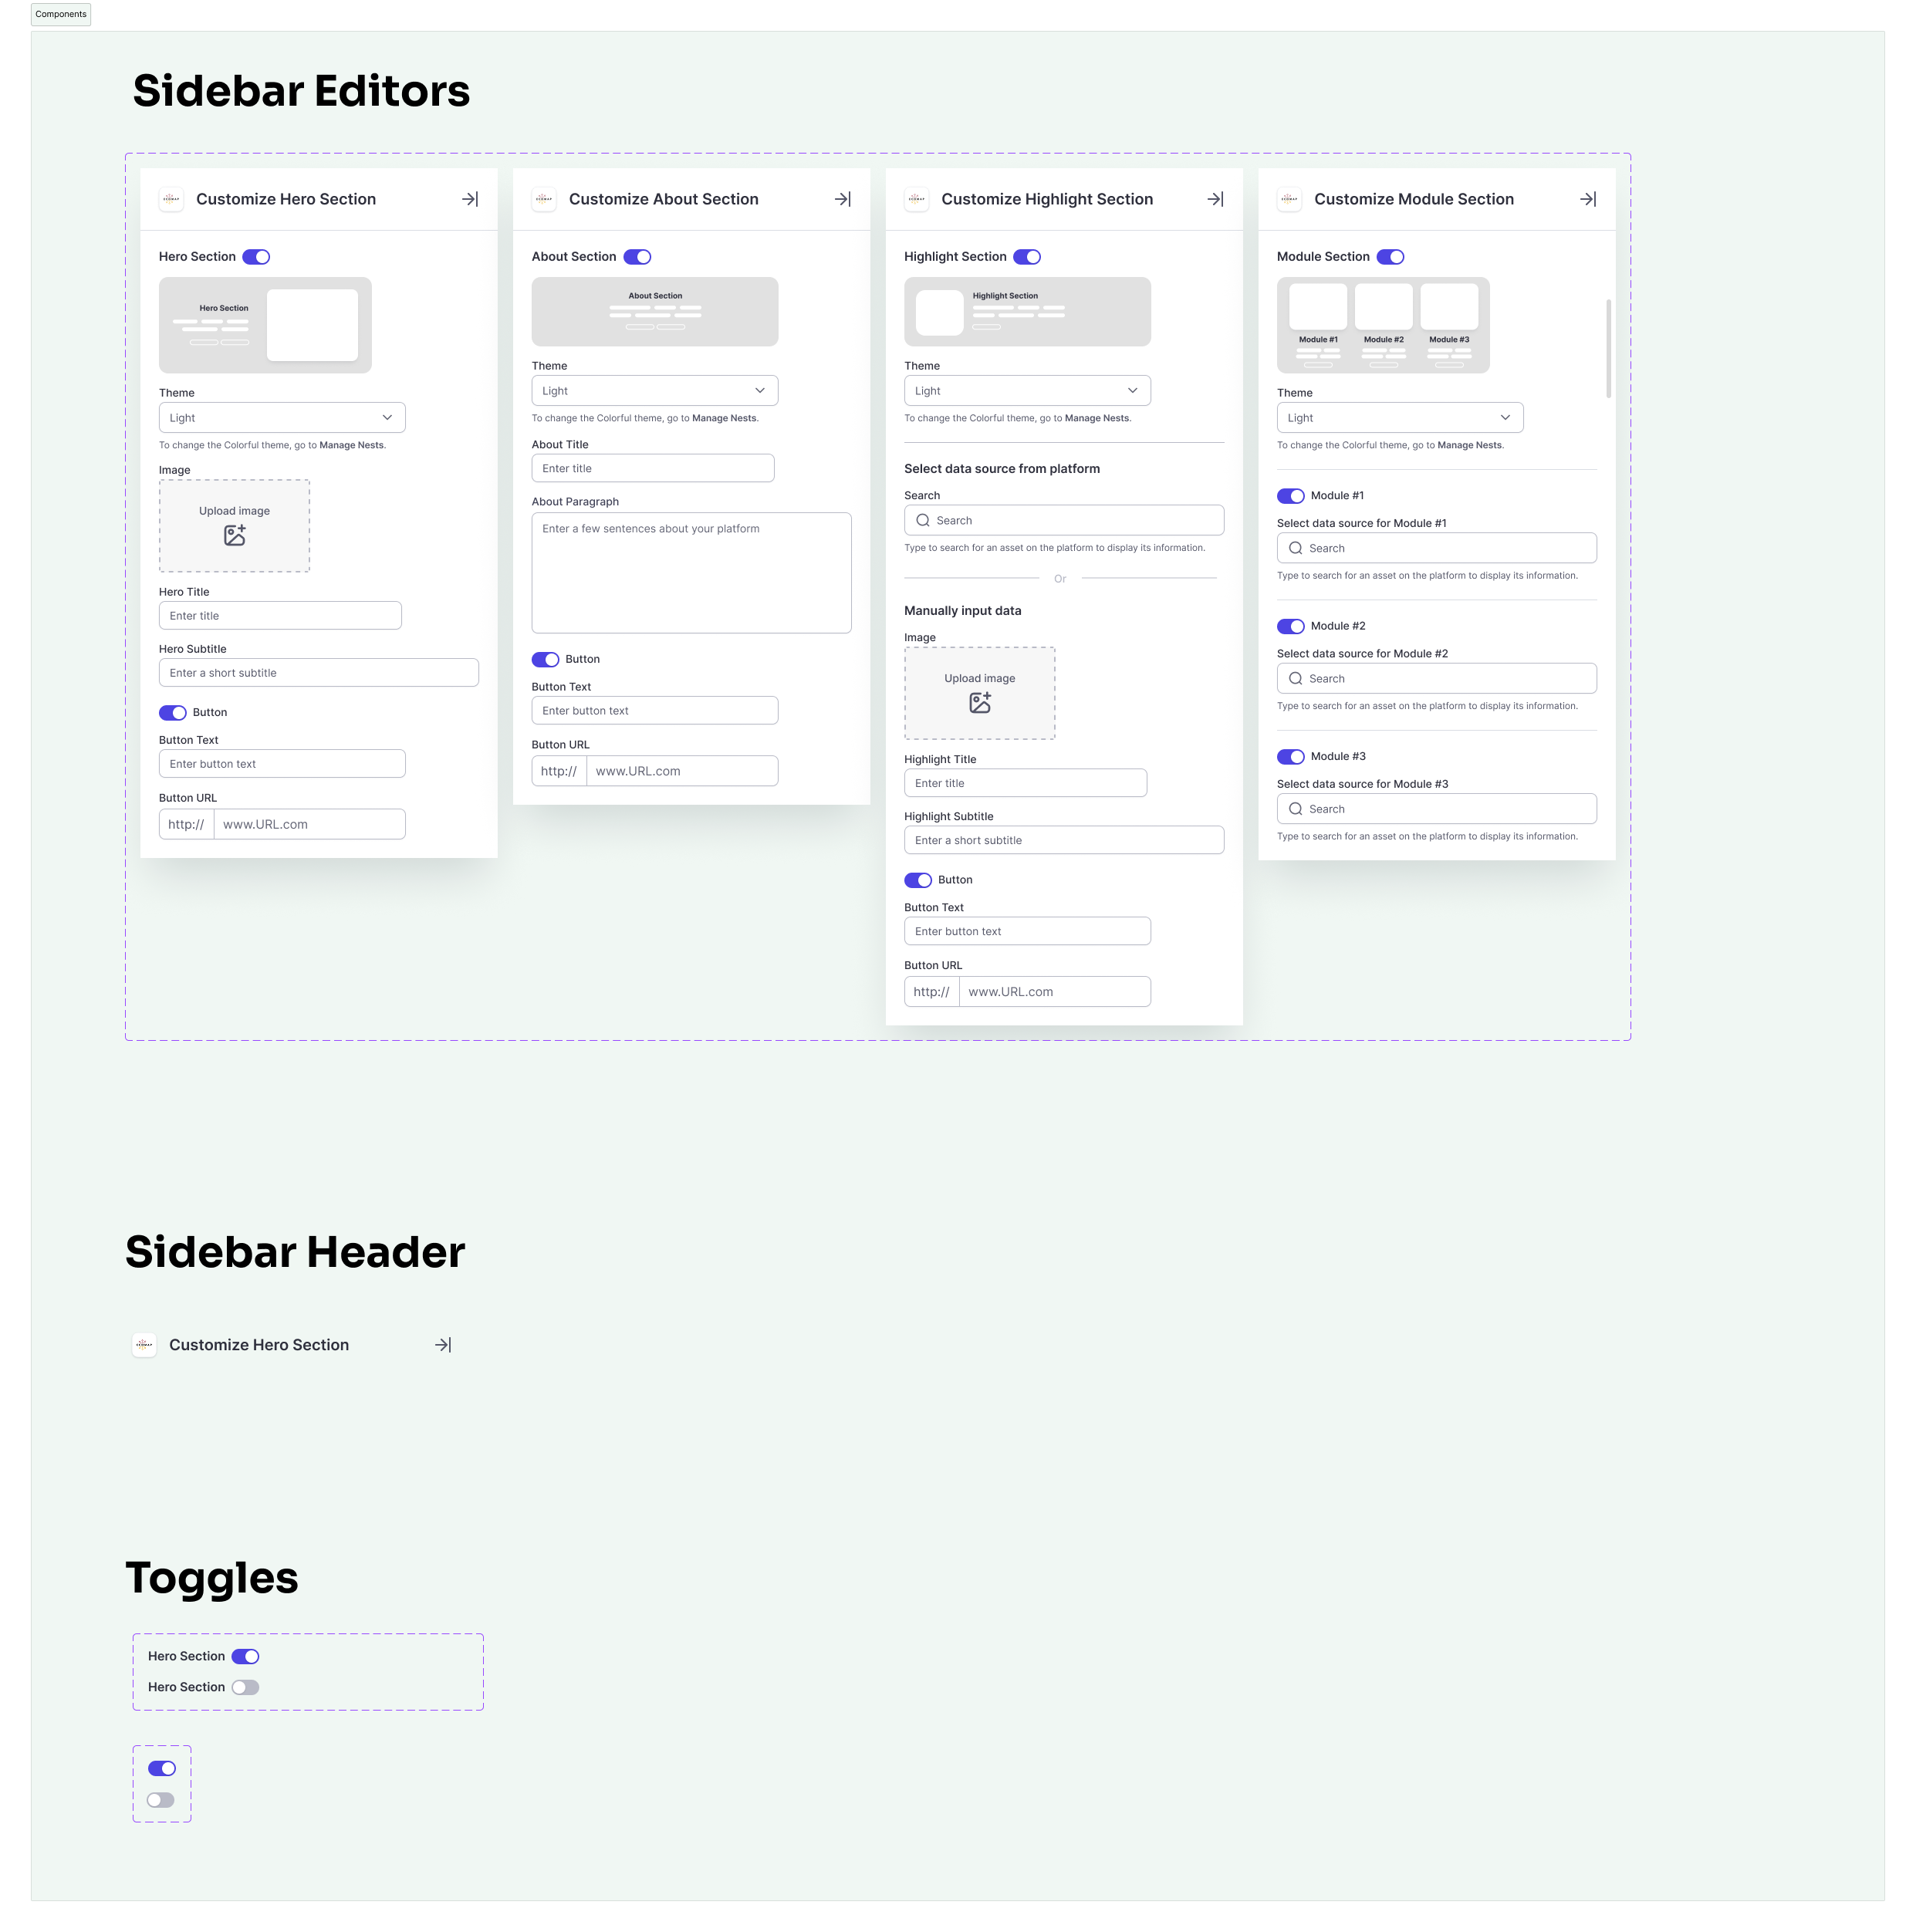 Components
Sidebar Editors
Customize Hero Section
Hero Section
Hero Section
Theme
Light
To change the Colorful theme, go to Manage Nests.
Image
Upload image
Hero Title
Enter title
Hero Subtitle
Enter a short subtitle
Button
Button Text
Enter button text
Button URL
http:// www.URL.com
Customize About Section
About Section
About Section
Theme
Light
To change the Colorful theme, go to Manage Nests.
About Title
Enter title
About Paragraph
Enter a few sentences about your platform
Button
Button Text
Enter button text
Button URL
http:// www.URL.com
Customize Highlight Section
Highlight Section
Highlight Section
Theme
Light
To change the Colorful theme, go to Manage Nests.
Select data source from platform
Search
Search
Type to search for an asset on the platform to display its information.
Or
Manually input data
Image
Upload image
Highlight Title
Enter title
Highlight Subtitle
Enter a short subtitle
Button
Button Text
Enter button text
Button URL
http:// www.URL.com
Customize Module Section
Module Section
Module #1 Module #2 Module #3
Theme
Light
To change the Colorful theme, go to Manage Nests.
Module #1
Select data source for Module #1
Search
Type to search for an asset on the platform to display its information.
Module #2
Select data source for Module #2
Search
Type to search for an asset on the platform to display its information.
Module #3
Select data source for Module #3
Search
Type to search for an asset on the platform to display its information.
Sidebar Header
Customize Hero Section
Toggles
Hero Section
Hero Section